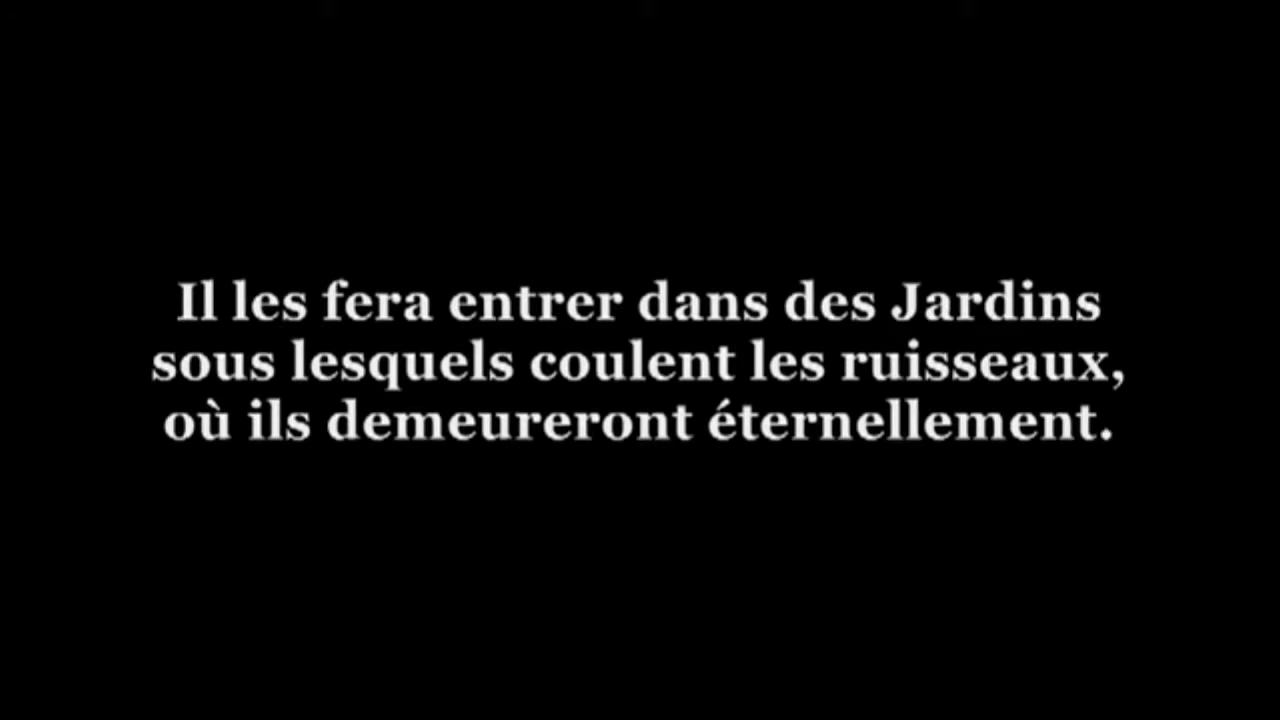 Il les fera entrer dans des Jardins
sous lesquels coulent les ruisseaux,
où ils demeureront éternellement.